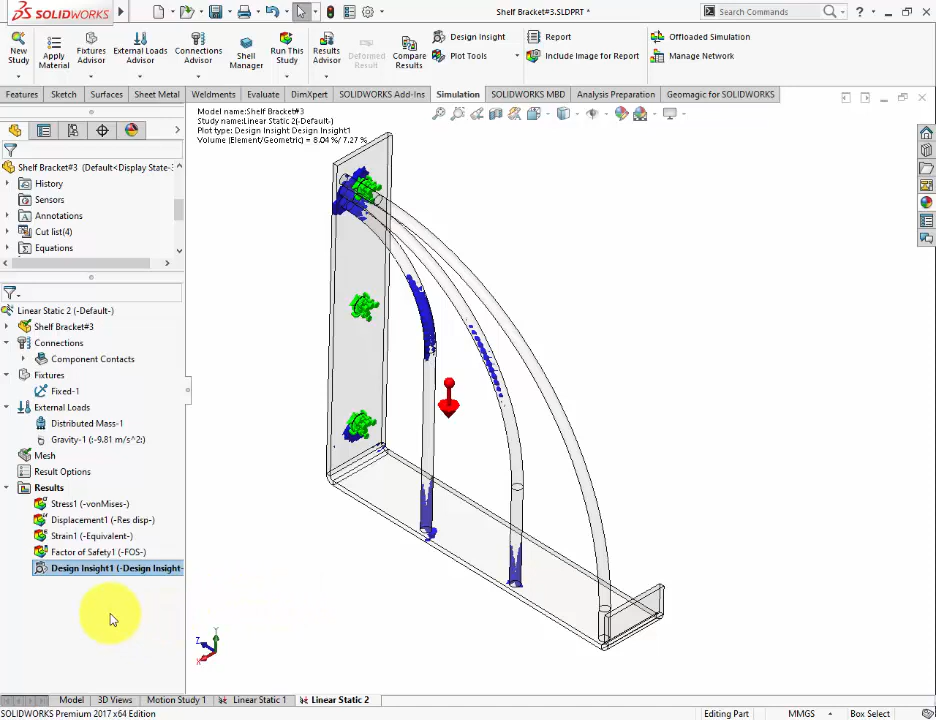 SOLIDWORKS
Shelf Bracket#3.SLDPRT *
Search Commands
New Study
Apply Material
Fixtures Advisor
External Loads Advisor
Connections Advisor
Shell Manager
Run This Study
Results Advisor
Deformed Result
Compare Results
Design Insight
Plot Tools
Report
Include Image for Report
Offloaded Simulation
Manage Network
Features Sketch Surfaces Sheet Metal Weldments Evaluate DimXpert SOLIDWORKS Add-Ins Simulation SOLIDWORKS MBD Analysis Preparation Geomagic for SOLIDWORKS
Model name:Shelf Bracket#3
Study name:Linear Static 2(-Default-)
Plot type: Design Insight Design Insight1
Volume (Element/Geometric) = 8.04 %/ 7.27 %
Shelf Bracket#3 (Default<Display State-
History
Sensors
Annotations
Cut list(4)
Equations
Linear Static 2 (-Default-)
Shelf Bracket#3
Connections
Component Contacts
Fixtures
Fixed-1
External Loads
Distributed Mass-1
Gravity-1 (:-9.81 m/s^2:)
Mesh
Result Options
Results
Stress1 (-vonMises-)
Displacement1 (-Res disp-)
Strain1 (-Equivalent-)
Factor of Safety1 (-FOS-)
Design Insight1 (-Design Insight-
Y
Z
X
Model 3D Views Motion Study 1 Linear Static 1 Linear Static 2
SOLIDWORKS Premium 2017 x64 Edition
Editing Part MMGS Box Select